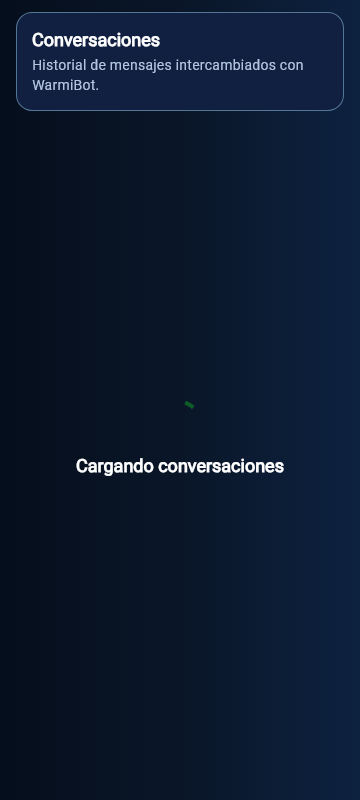 Conversaciones
Historial de mensajes intercambiados con
WarmiBot.
Cargando conversaciones